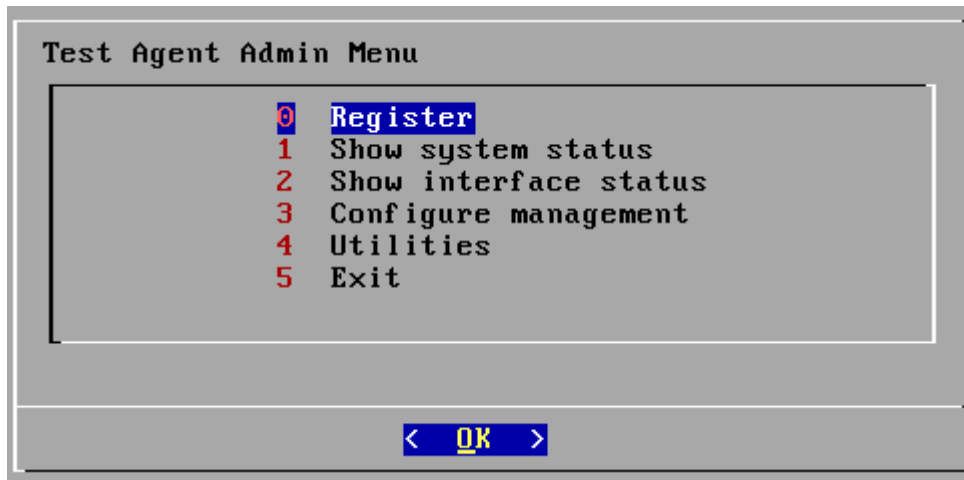 Test Agent Admin Menu
0 Register
1 Show system status
2 Show interface status
3 Configure management
4 Utilities
5 Exit
< OK >